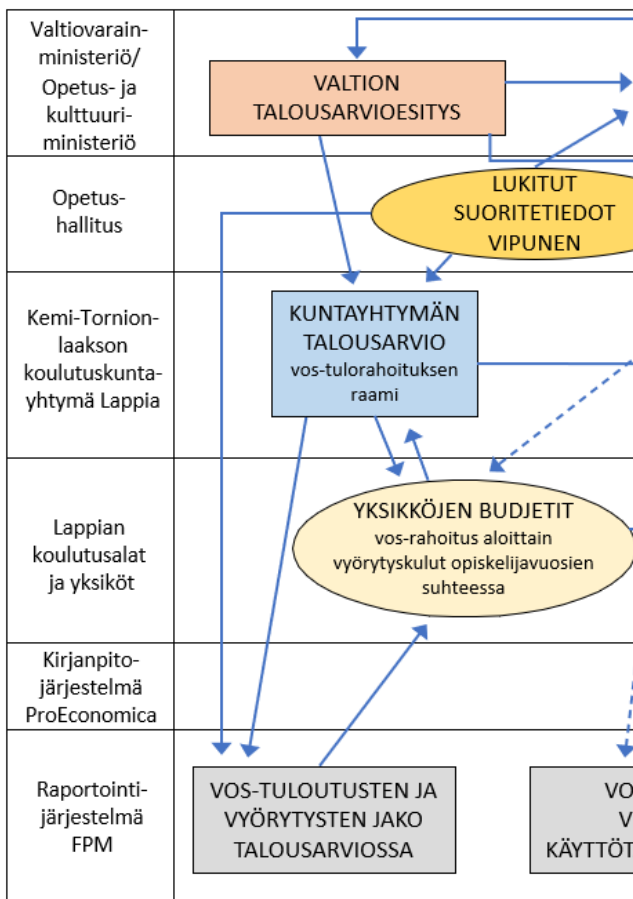 Valtiovarain-
ministeriö/
Opetus- ja
kulttuuri-
ministeriö
VALTION
TALOUSARVIOESITYS
Opetus-
hallitus
LUKITUT
SUORITETIEDOT
VIPUNEN
Kemi-Tornion-
laakson
koulutuskunta-
yhtymä Lappia
KUNTAYHTYMÄN
TALOUSARVIO
vos-tulorahoituksen
raami
Lappian
koulutusalat
ja yksiköt
YKSIKKÖJEN BUDJETIT
vos-rahoitus aloittain
vyörytyskulut opiskelijavuosien
suhteessa
Kirjanpito-
järjestelmä
ProEconomica
Raportointi-
järjestelmä
FPM
VOS-TULOUTUSTEN JA
VYÖRYTYSTEN JAKO
TALOUSARVIOSSA
VO
V
KÄYTTÖT